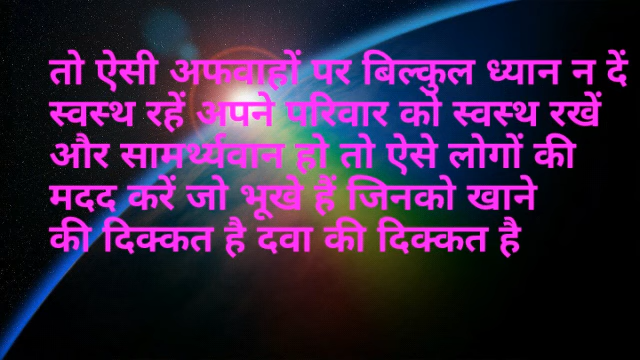 तो ऐसी अफवाहों पर बिल्कुल ध्यान न दें
स्वस्थ रहें अपने परिवार को स्वस्थ रखें
और सामर्थ्यवान हो तो ऐसे लोगों की
मदद करें जो भूखे हैं जिनको खाने
की दिक्कत है दवा की दिक्कत है